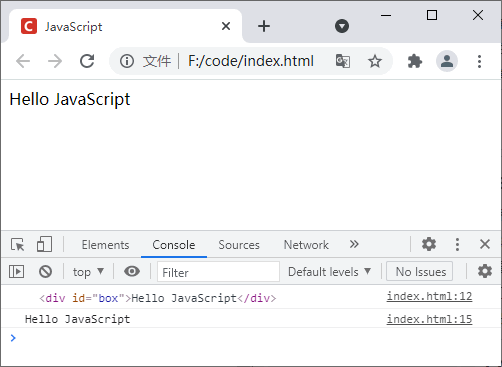 C JavaScript
文件 F:/code/index.html
Hello JavaScript
Elements Console Sources Network
top Filter Default levels No Issues
<div id="box">Hello JavaScript</div> index.html:12
Hello JavaScript index.html:15